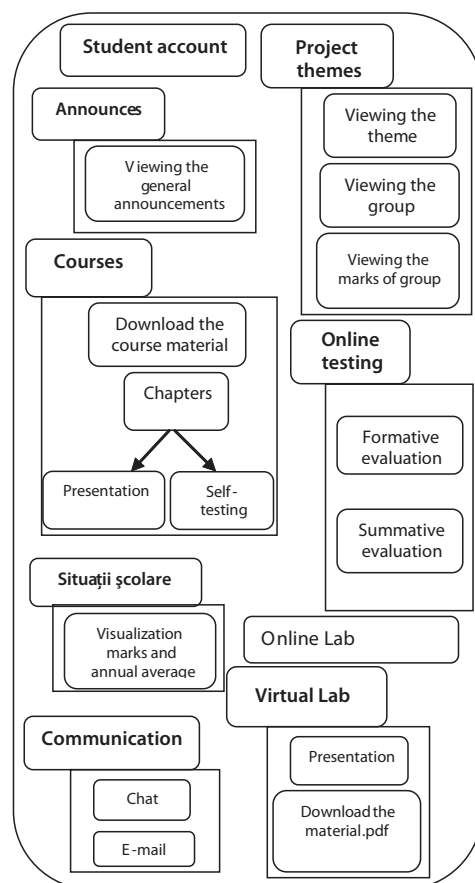 Student account
Announces
Viewing the
general
announcements
Courses
Download the
course material
Chapters
Presentation
Self-
testing
Situații şcolare
Visualization
marks and
annual average
Communication
Chat
E-mail
Project
themes
Viewing the
theme
Viewing the
group
Viewing the
marks of group
Online
testing
Formative
evaluation
Summative
evaluation
Online Lab
Virtual Lab
Presentation
Download the
material.pdf